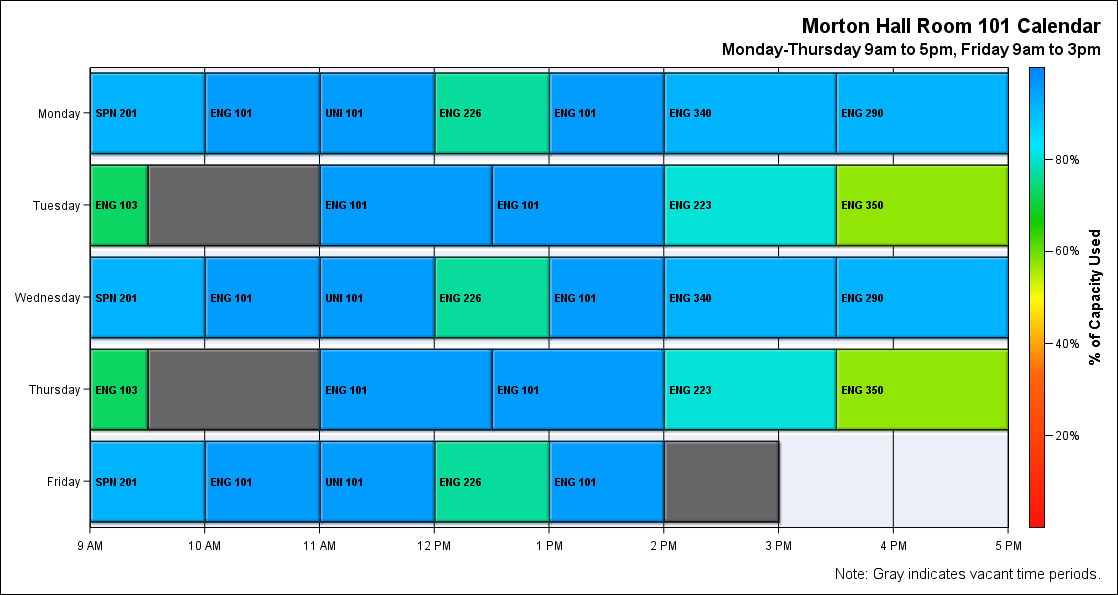 Morton Hall Room 101 Calendar
Monday-Thursday 9am to 5pm, Friday 9am to 3pm
Monday SPN 201 ENG 101 UNI 101 ENG 226 ENG 101 ENG 340 ENG 290
Tuesday ENG 103 ENG 101 ENG 101 ENG 223 ENG 350
Wednesday SPN 201 ENG 101 UNI 101 ENG 226 ENG 101 ENG 340 ENG 290
Thursday ENG 103 ENG 101 ENG 101 ENG 223 ENG 350
Friday SPN 201 ENG 101 UNI 101 ENG 226 ENG 101
9 AM 10 AM 11 AM 12 PM 1 PM 2 PM 3 PM 4 PM 5 PM
80%
60%
40%
20%
% of Capacity Used
Note: Gray indicates vacant time periods.